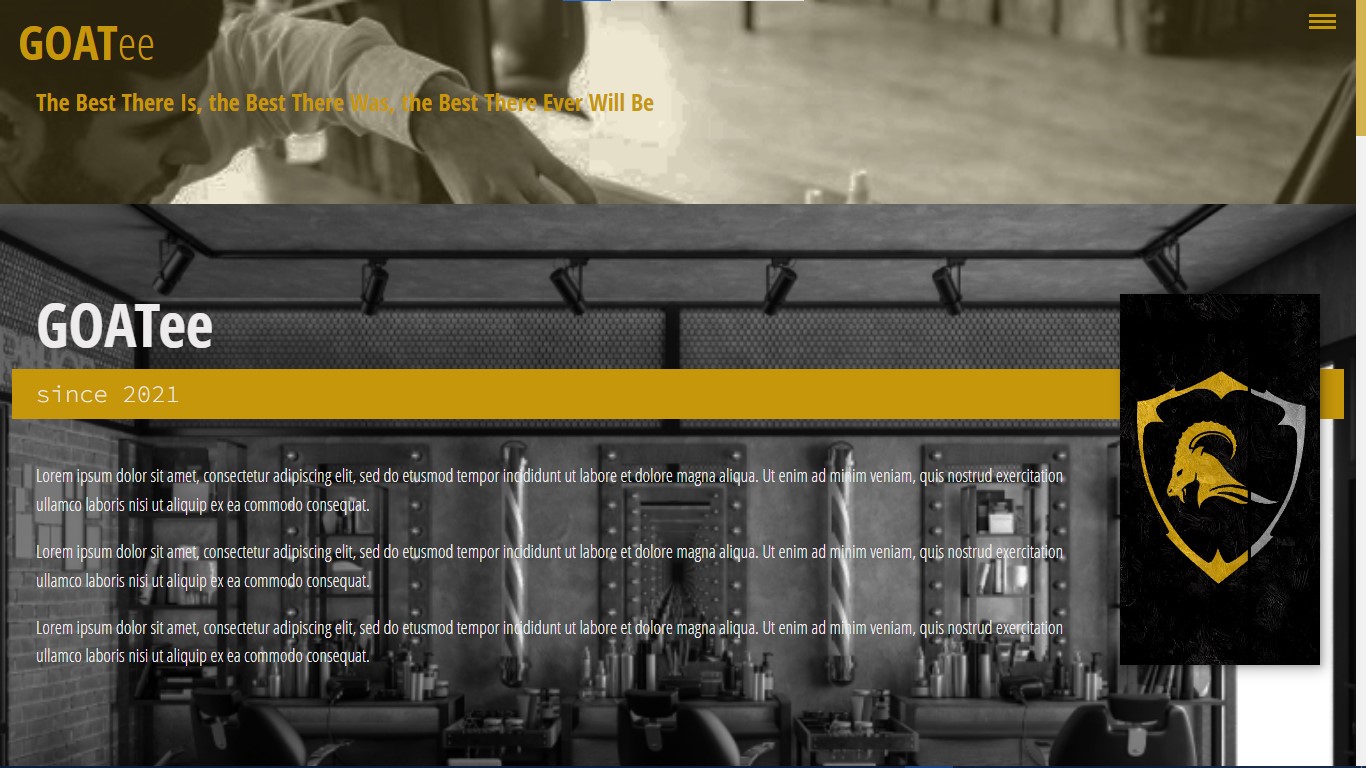 GOATee
The Best There Is, the Best There Was, the Best There Ever Will Be
GOATee
since 2021
Lorem ipsum dolor sit amet, consectetur adipiscing elit, sed do etusmod tempor incididunt ut labore et dolore magna aliqua. Ut enim ad minim veniam, quis nostrud exercitation
ullamco laboris nisi ut aliquip ex ea commodo consequat.
Lorem ipsum dolor sit amet, consectetur adipiscing elit, sed do etusmod tempor incididunt ut labore et dolore magna aliqua. Ut enim ad minim veniam, quis nostrud exercitation
ullamco laboris nisi ut aliquip ex ea commodo consequat.
Lorem ipsum dolor sit amet, consectetur adipiscing elit, sed do etusmod tempor incididunt ut labore et dolore magna aliqua. Ut enim ad minim veniam, quis nostrud exercitation
ullamco laboris nisi ut aliquip ex ea commodo consequat.